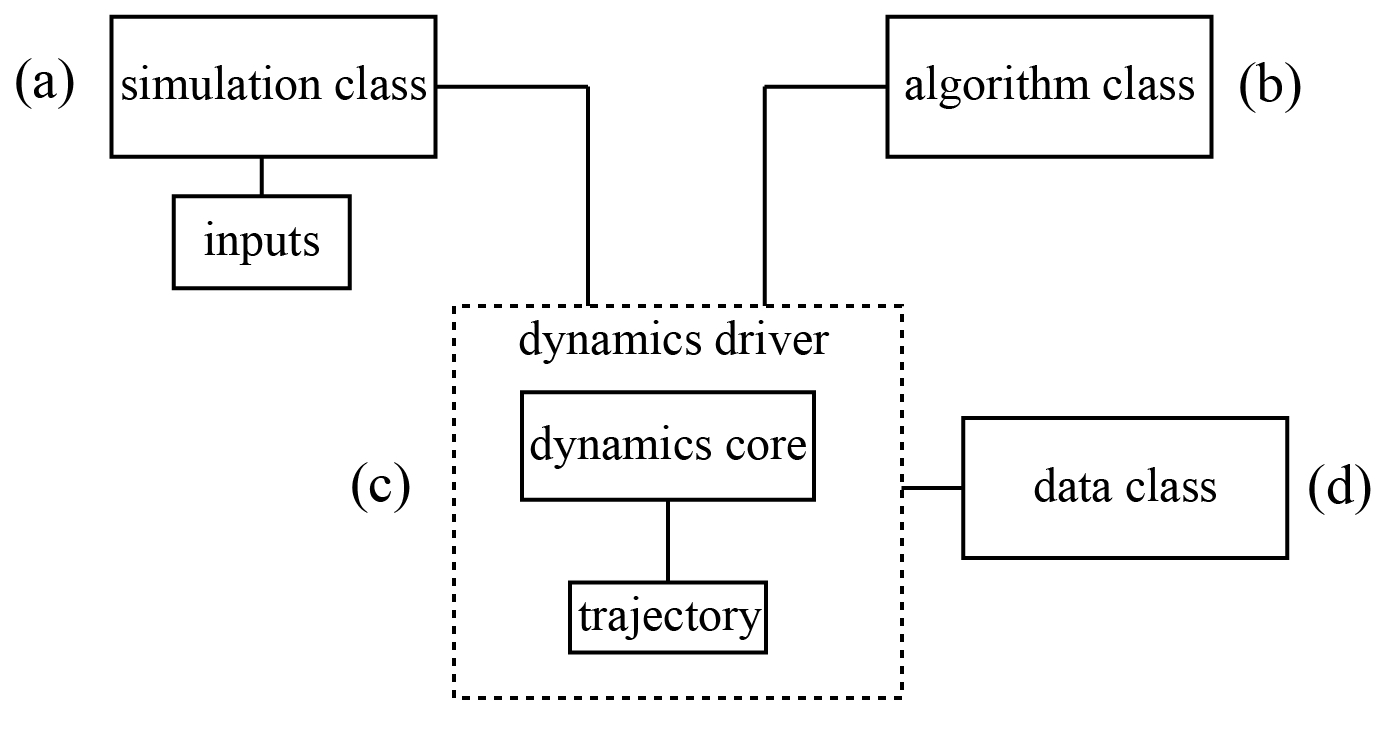 (a)
simulation class
algorithm class
(b)
inputs
dynamics driver
dynamics core
(c)
data class
(d)
trajectory